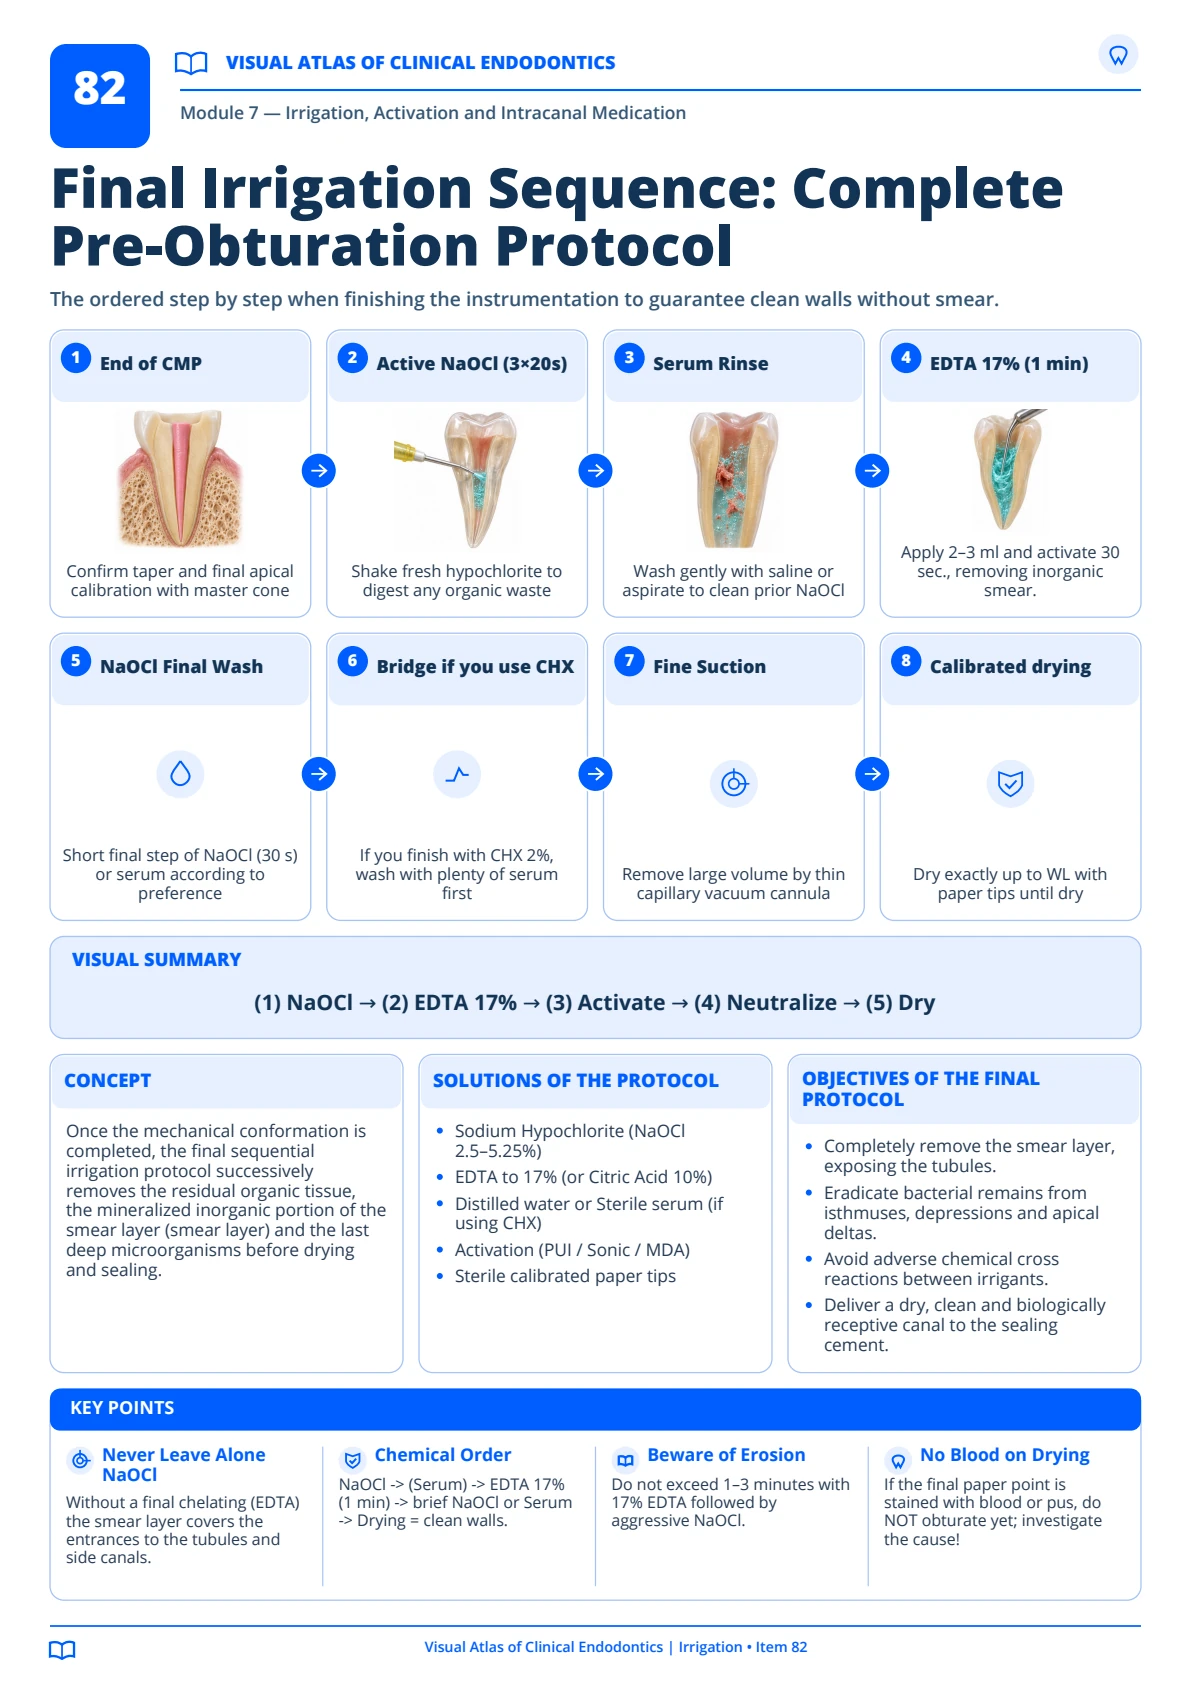 82
VISUAL ATLAS OF CLINICAL ENDODONTICS
Module 7 — Irrigation, Activation and Intracanal Medication
Final Irrigation Sequence: Complete
Pre-Obturation Protocol
The ordered step by step when finishing the instrumentation to guarantee clean walls without smear.
1 End of CMP
Confirm taper and final apical
calibration with master cone
2 Active NaOCl (3×20s)
Shake fresh hypochlorite to
digest any organic waste
3 Serum Rinse
Wash gently with saline or
aspirate to clean prior NaOCl
4 EDTA 17% (1 min)
Apply 2–3 ml and activate 30
sec., removing inorganic
smear.
5 NaOCl Final Wash
Short final step of NaOCl (30 s)
or serum according to
preference
6 Bridge if you use CHX
If you finish with CHX 2%,
wash with plenty of serum
first
7 Fine Suction
Remove large volume by thin
capillary vacuum cannula
8 Calibrated drying
Dry exactly up to WL with
paper tips until dry
VISUAL SUMMARY
(1) NaOCl → (2) EDTA 17% → (3) Activate → (4) Neutralize → (5) Dry
CONCEPT
Once the mechanical conformation is
completed, the final sequential
irrigation protocol successively
removes the residual organic tissue,
the mineralized inorganic portion of the
smear layer (smear layer) and the last
deep microorganisms before drying
and sealing.
SOLUTIONS OF THE PROTOCOL
• Sodium Hypochlorite (NaOCl
2.5–5.25%)
• EDTA to 17% (or Citric Acid 10%)
• Distilled water or Sterile serum (if
using CHX)
• Activation (PUI / Sonic / MDA)
• Sterile calibrated paper tips
OBJECTIVES OF THE FINAL
PROTOCOL
• Completely remove the smear layer,
exposing the tubules.
• Eradicate bacterial remains from
isthmuses, depressions and apical
deltas.
• Avoid adverse chemical cross
reactions between irrigants.
• Deliver a dry, clean and biologically
receptive canal to the sealing
cement.
KEY POINTS
Never Leave Alone
NaOCl
Without a final chelating (EDTA)
the smear layer covers the
entrances to the tubules and
side canals.
Chemical Order
NaOCl -> (Serum) -> EDTA 17%
(1 min) -> brief NaOCl or Serum
-> Drying = clean walls.
Beware of Erosion
Do not exceed 1–3 minutes with
17% EDTA followed by
aggressive NaOCl.
No Blood on Drying
If the final paper point is
stained with blood or pus, do
NOT obturate yet; investigate
the cause!
Visual Atlas of Clinical Endodontics | Irrigation • Item 82